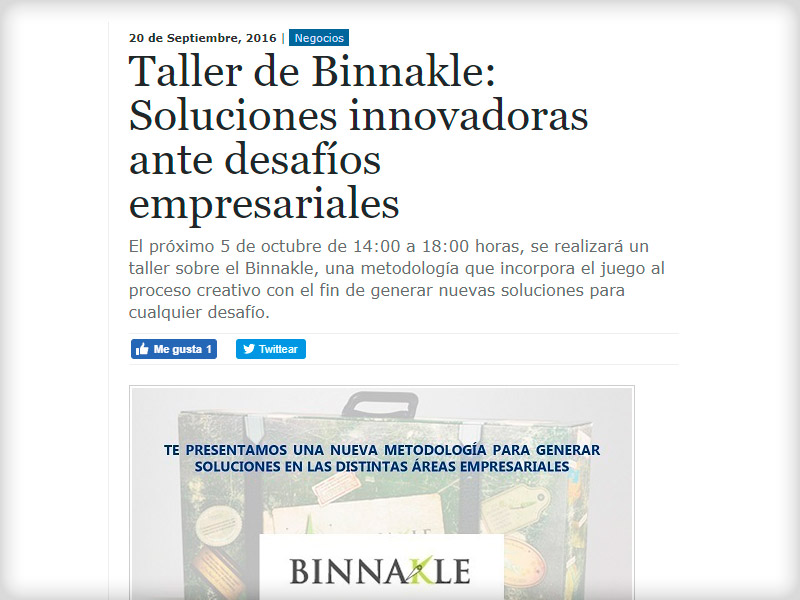 20 de Septiembre, 2016 | Negocios
Taller de Binnakle:
Soluciones innovadoras
ante desafíos
empresariales
El próximo 5 de octubre de 14:00 a 18:00 horas, se realizará un
taller sobre el Binnakle, una metodología que incorpora el juego al
proceso creativo con el fin de generar nuevas soluciones para
cualquier desafío.
Me gusta 1
Twittear
TE PRESENTAMOS UNA NUEVA METODOLOGÍA PARA GENERAR
SOLUCIONES EN LAS DISTINTAS ÁREAS EMPRESARIALES
BINNAKLE